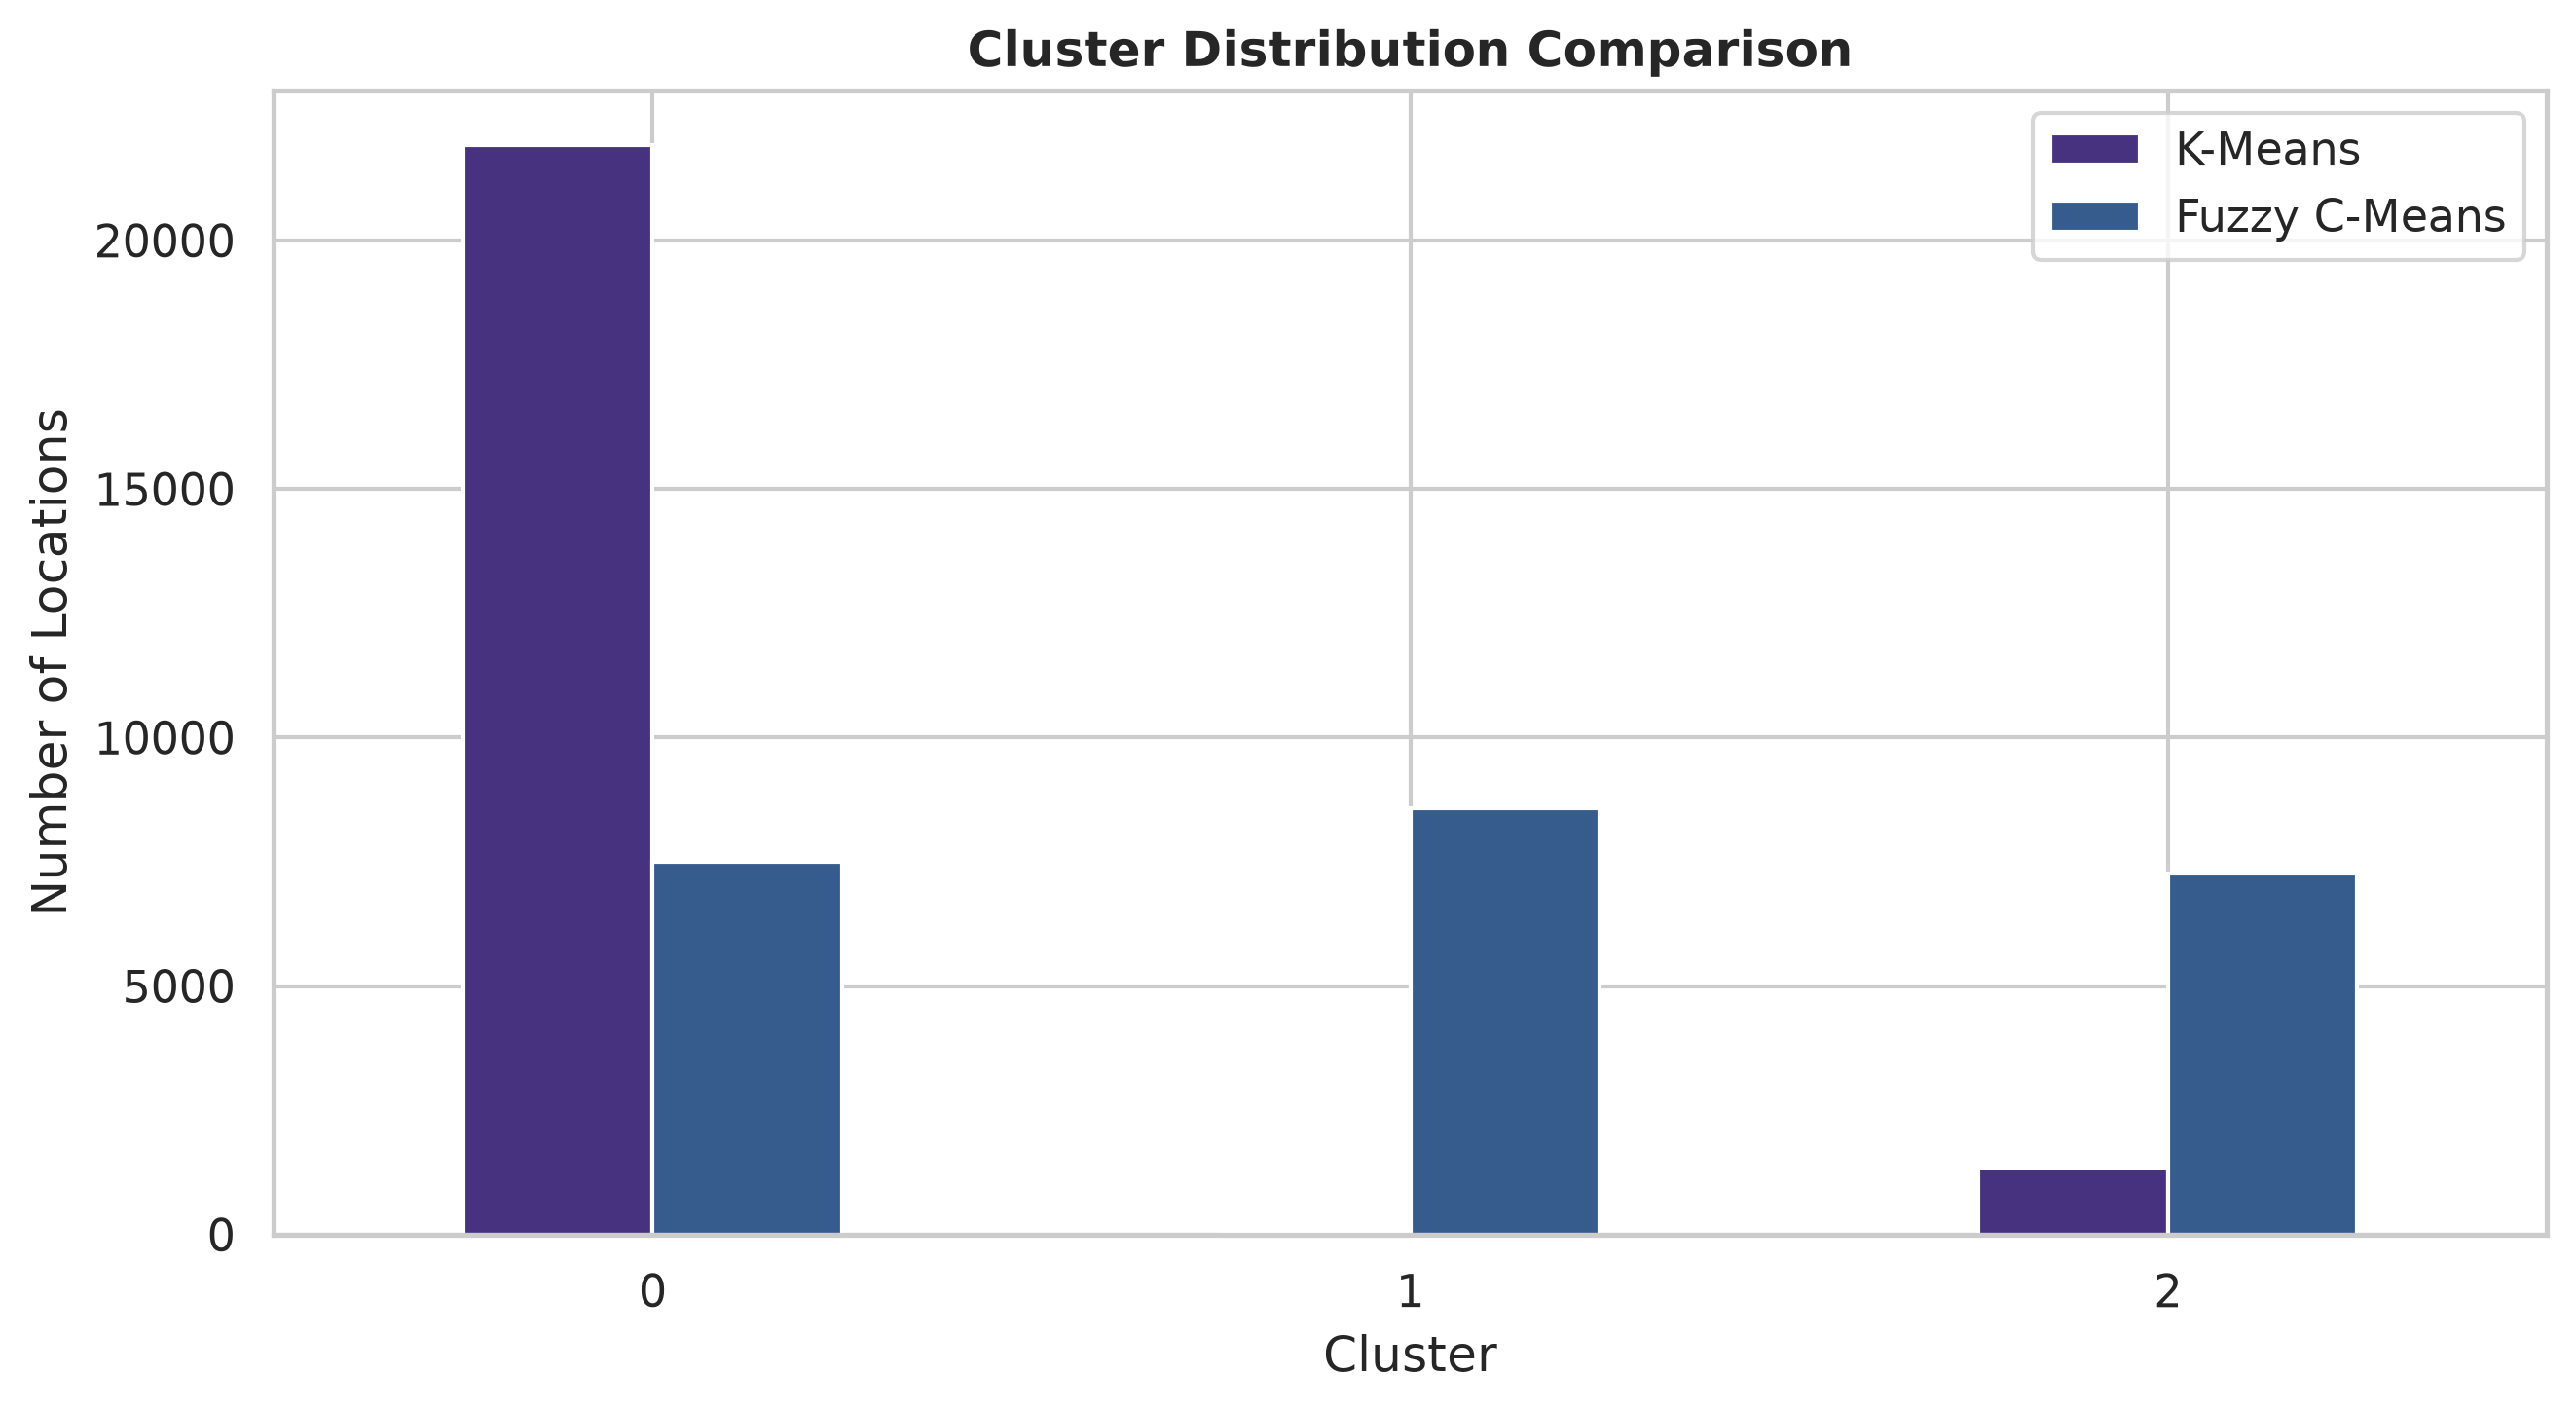 Cluster Distribution Comparison
K-Means
Fuzzy C-Means
Number of Locations
20000
15000
10000
5000
0
0 1 2
Cluster